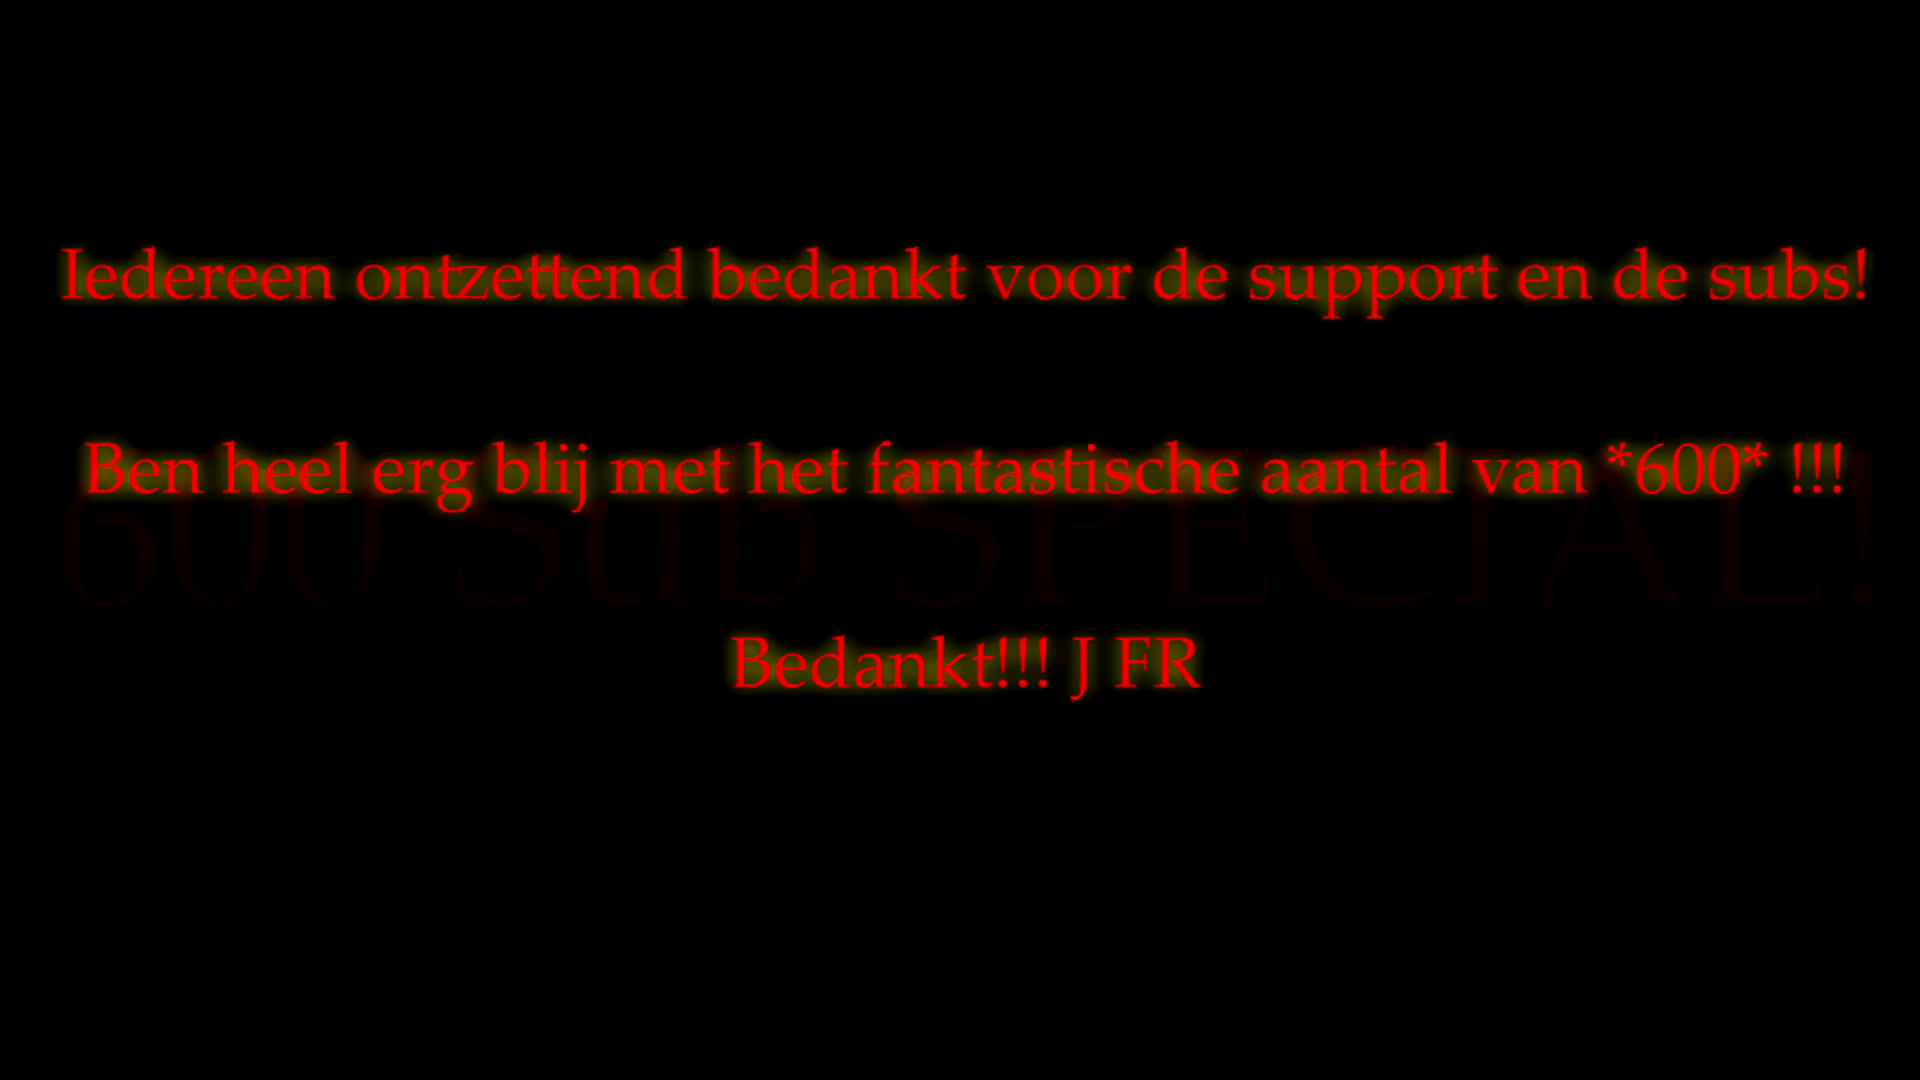 Iedereen ontzettend bedankt voor de support en de subs!
Ben heel erg blij met het fantastische aantal van *600* !!!
600 Sub SPECIAL!
Bedankt!!! J FR